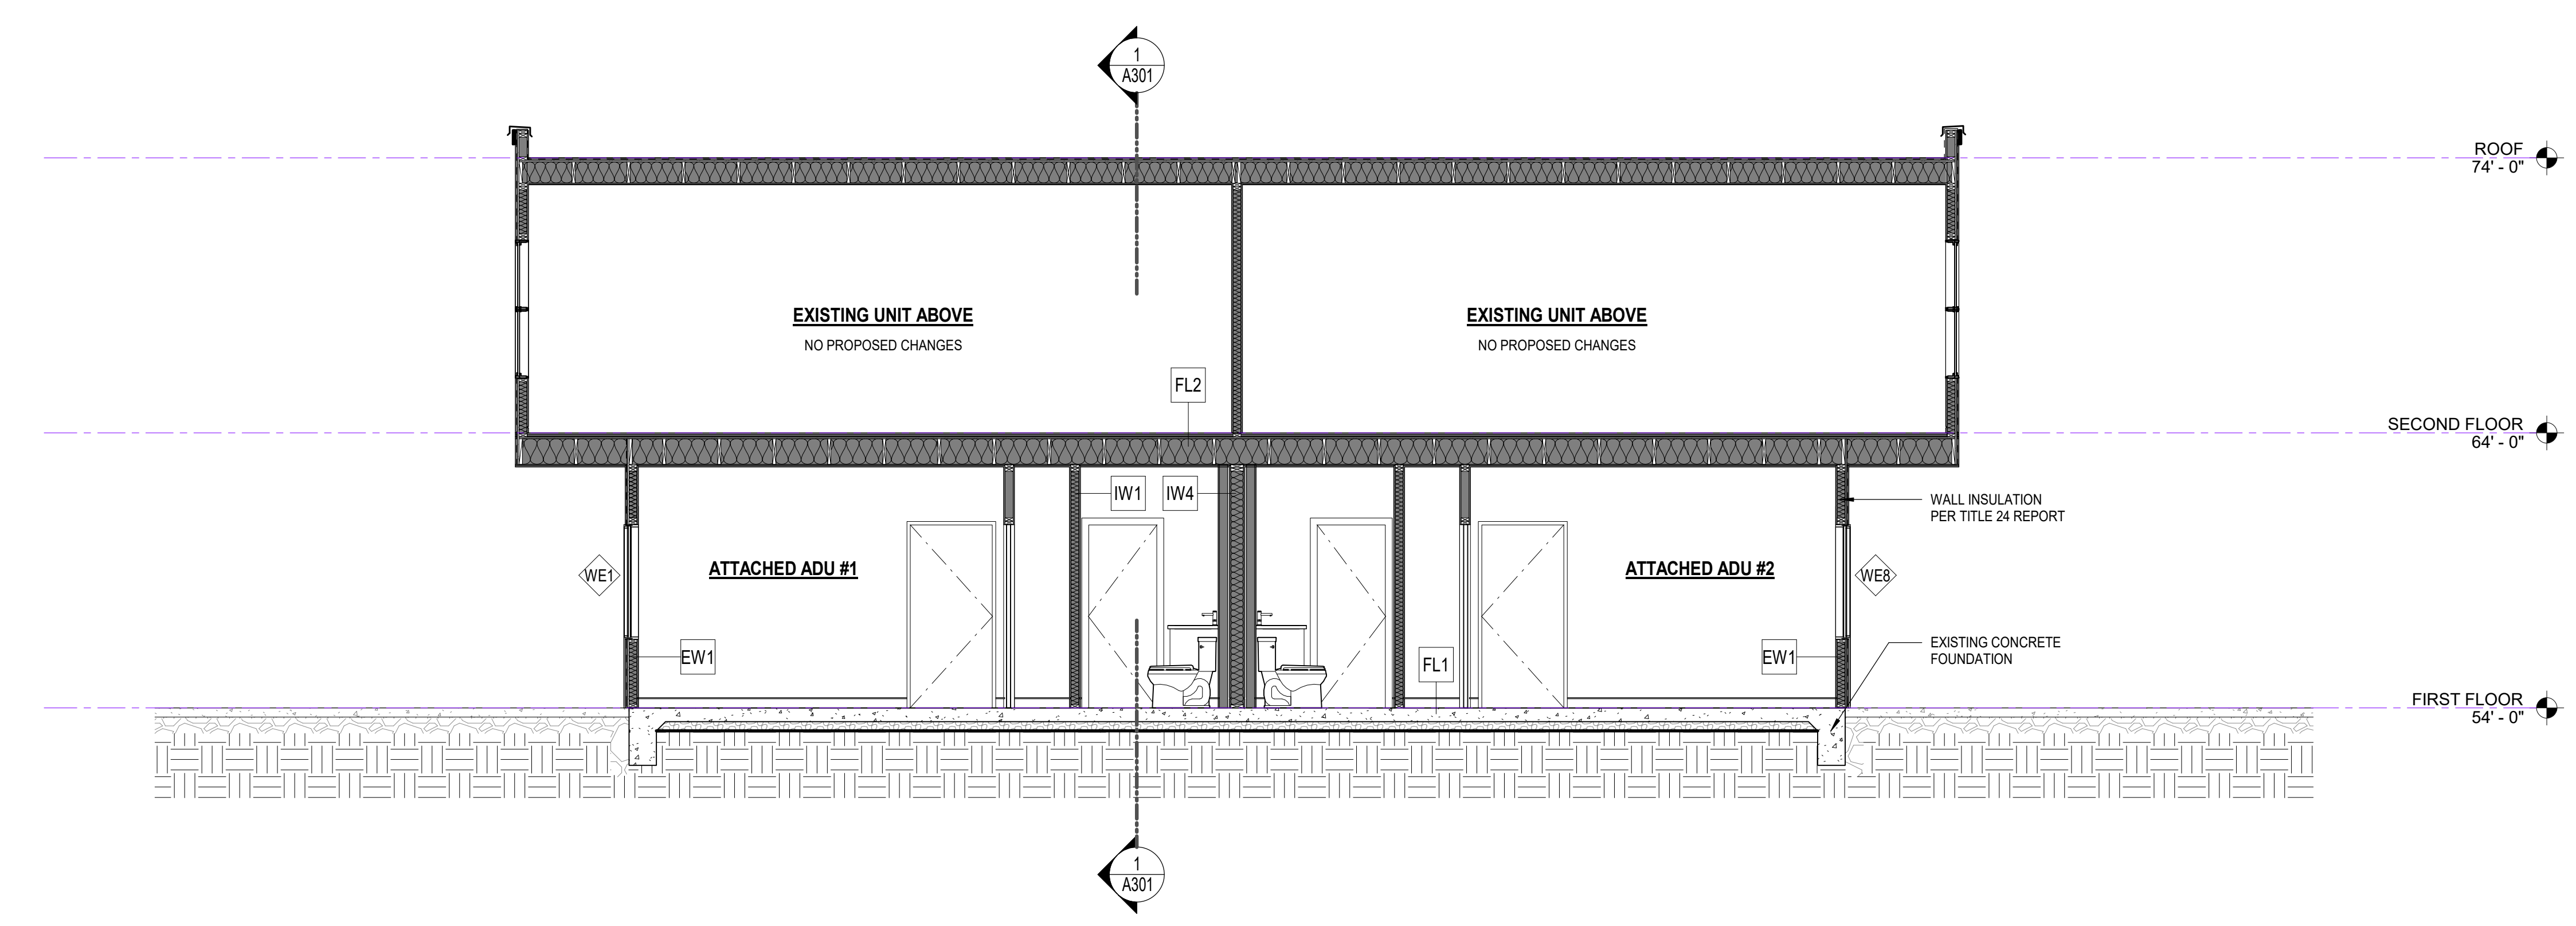 1
A301
ROOF
74' - 0"
EXISTING UNIT ABOVE
NO PROPOSED CHANGES
EXISTING UNIT ABOVE
NO PROPOSED CHANGES
FL2
SECOND FLOOR
64' - 0"
IW1
IW4
WALL INSULATION
PER TITLE 24 REPORT
WE1
ATTACHED ADU #1
ATTACHED ADU #2
WE8
EW1
FL1
EW1
EXISTING CONCRETE
FOUNDATION
FIRST FLOOR
54' - 0"
1
A301